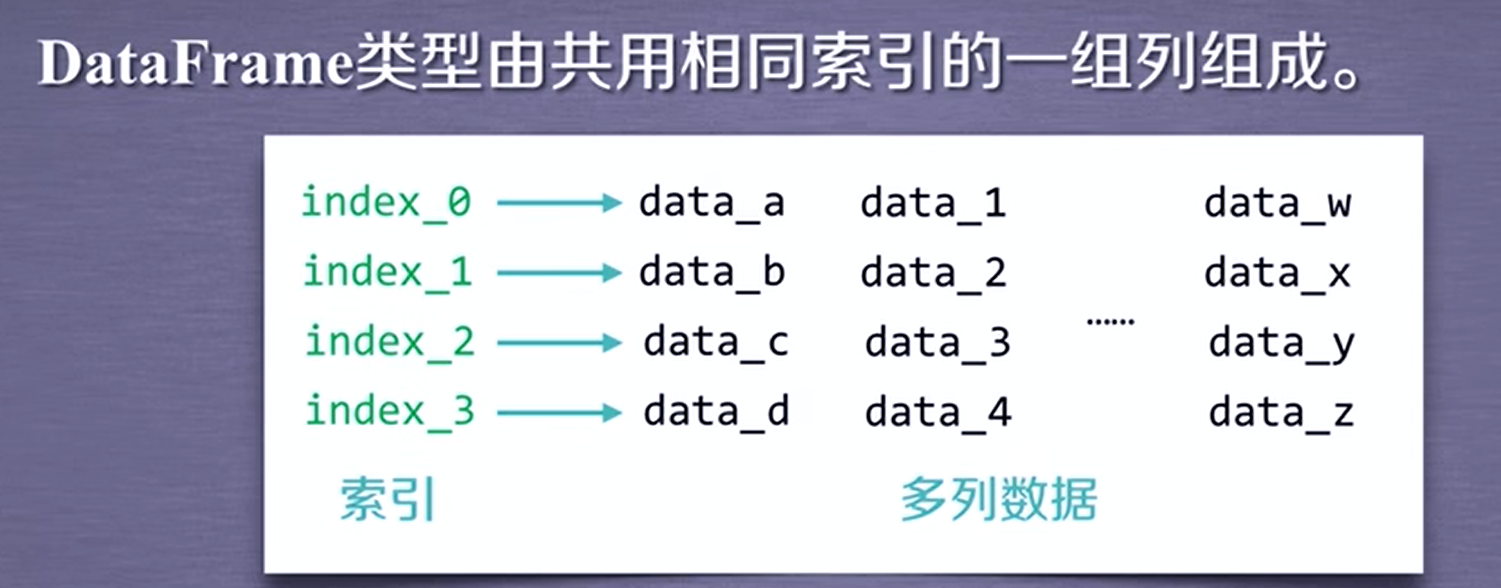 DataFrame类型由共用相同索引的一组列组成。
index_0 data_a data_1 data_w
index_1 data_b data_2 data_x
……
index_2 data_c data_3 data_y
index_3 data_d data_4 data_z
索引 多列数据